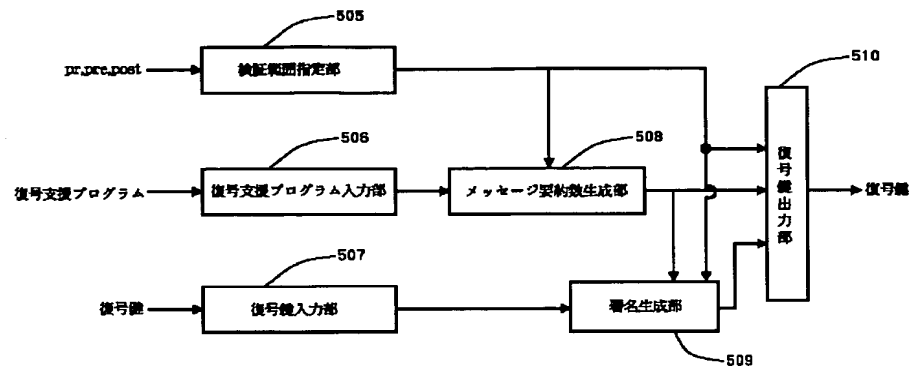 505
510
pr,pre,post
検証範囲指定部
506
508
復号支援プログラム
復号支援プログラム入力部
メッセージ要約数生成部
復号鍵出力部
復号鍵
507
復号鍵
復号鍵入力部
署名生成部
509